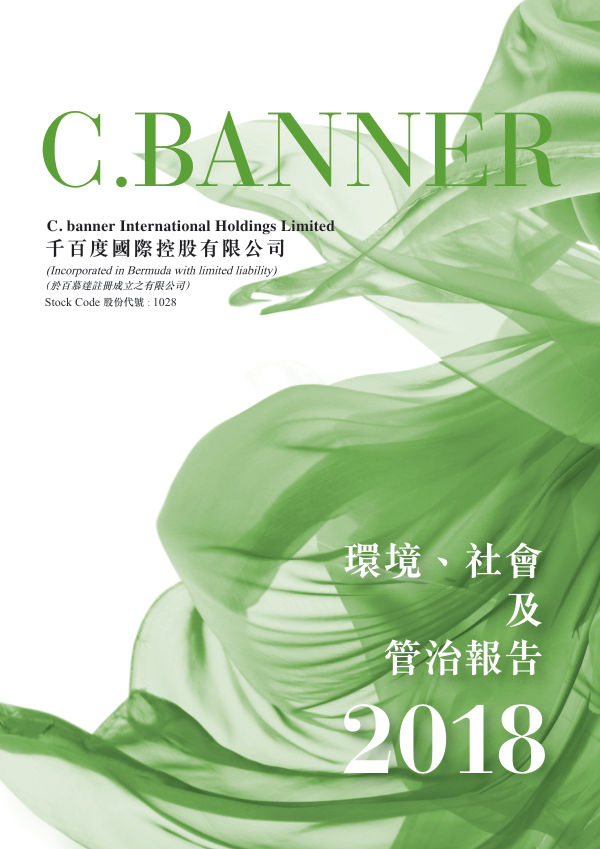 C.BANNER
C. banner International Holdings Limited
千百度國際控股有限公司
(Incorporated in Bermuda with limited liability)
(於百慕達註冊成立之有限公司)
Stock Code 股份代號 : 1028
環境、社會
及
管治報告
2018